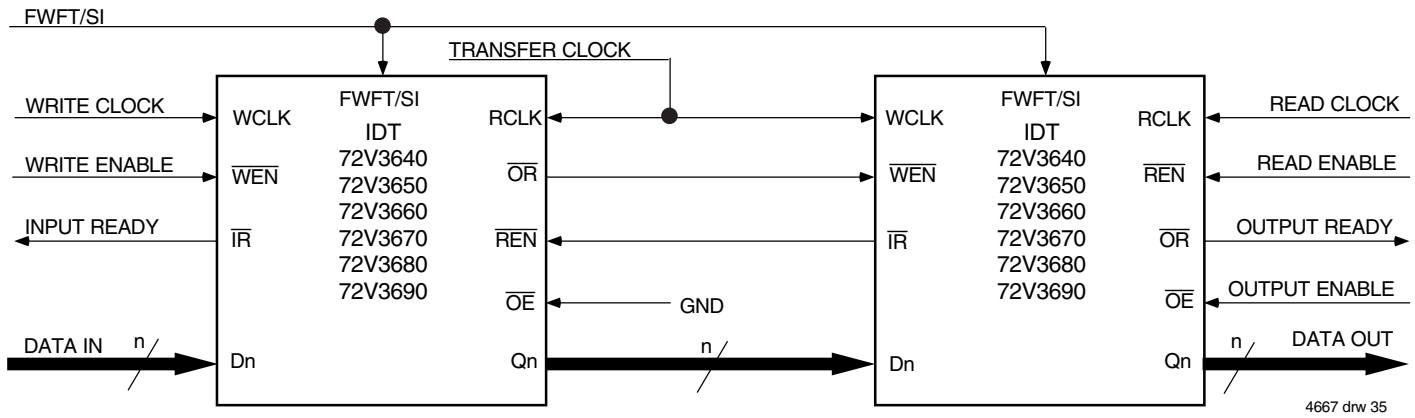 FWFT/SI
TRANSFER CLOCK
WRITE CLOCK
WRITE ENABLE
INPUT READY
DATA IN
n
FWFT/SI
WCLK
RCLK
IDT
72V3640
72V3650
72V3660
72V3670
72V3680
72V3690
WEN
OR
IR
REN
OE
Dn
Qn
GND
n
FWFT/SI
WCLK
RCLK
IDT
72V3640
72V3650
72V3660
72V3670
72V3680
72V3690
WEN
REN
IR
OR
OE
Dn
Qn
READ CLOCK
READ ENABLE
OUTPUT READY
OUTPUT ENABLE
n
DATA OUT
4667 drw 35